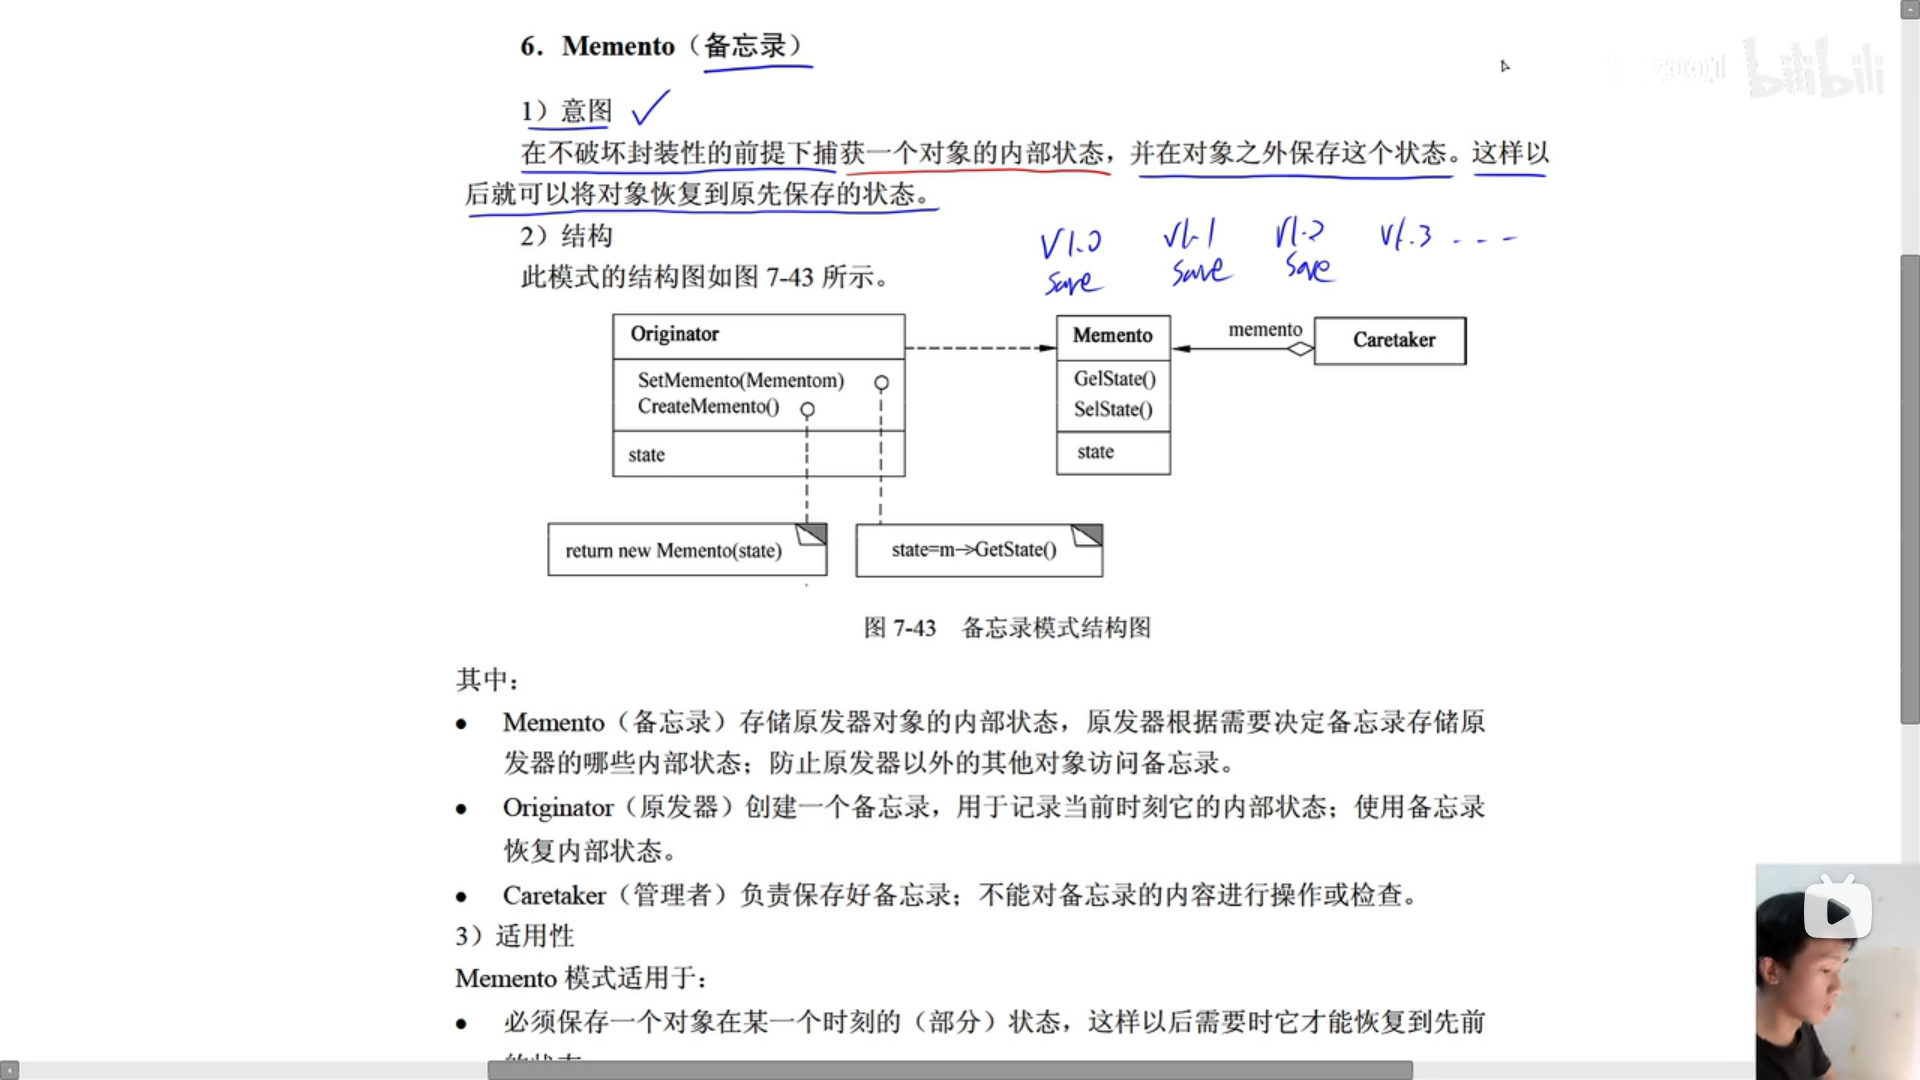 6. Memento（备忘录）
bilibili
1）意图
在不破坏封装性的前提下捕获一个对象的内部状态，并在对象之外保存这个状态。这样以
后就可以将对象恢复到原先保存的状态。
2）结构
V1.0 V1.1 V1.2 V1.3 - - -
save save save
此模式的结构图如图 7-43 所示。
Originator
Memento
memento
Caretaker
SetMemento(Mementom)
CreateMemento()
GelState()
SelState()
state
state
return new Memento(state)
state=m->GetState()
图 7-43 备忘录模式结构图
其中：
● Memento（备忘录）存储原发器对象的内部状态，原发器根据需要决定备忘录存储原
发器的哪些内部状态；防止原发器以外的其他对象访问备忘录。
● Originator（原发器）创建一个备忘录，用于记录当前时刻它的内部状态；使用备忘录
恢复内部状态。
● Caretaker（管理者）负责保存好备忘录；不能对备忘录的内容进行操作或检查。
3）适用性
Memento 模式适用于：
● 必须保存一个对象在某一个时刻的（部分）状态，这样以后需要时它才能恢复到先前